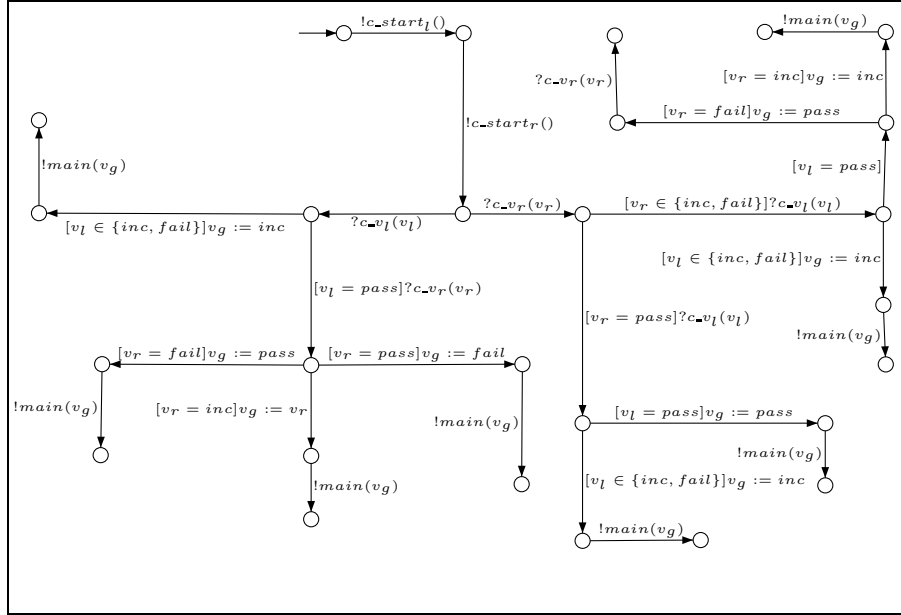 !c_start_l()
!main(v_g)
?c_v_r(v_r)
[v_r = inc]v_g := inc
[v_r = fail]v_g := pass
!c_start_r()
!main(v_g)
[v_l = pass]
?c_v_l(v_l)
?c_v_r(v_r)
[v_r ∈ {inc, fail}]?c_v_l(v_l)
[v_l ∈ {inc, fail}]v_g := inc
[v_l ∈ {inc, fail}]v_g := inc
[v_l = pass]?c_v_r(v_r)
[v_r = pass]?c_v_l(v_l)
!main(v_g)
[v_r = fail]v_g := pass
[v_r = pass]v_g := fail
!main(v_g)
[v_r = inc]v_g := v_r
!main(v_g)
[v_l = pass]v_g := pass
!main(v_g)
!main(v_g)
[v_l ∈ {inc, fail}]v_g := inc
!main(v_g)